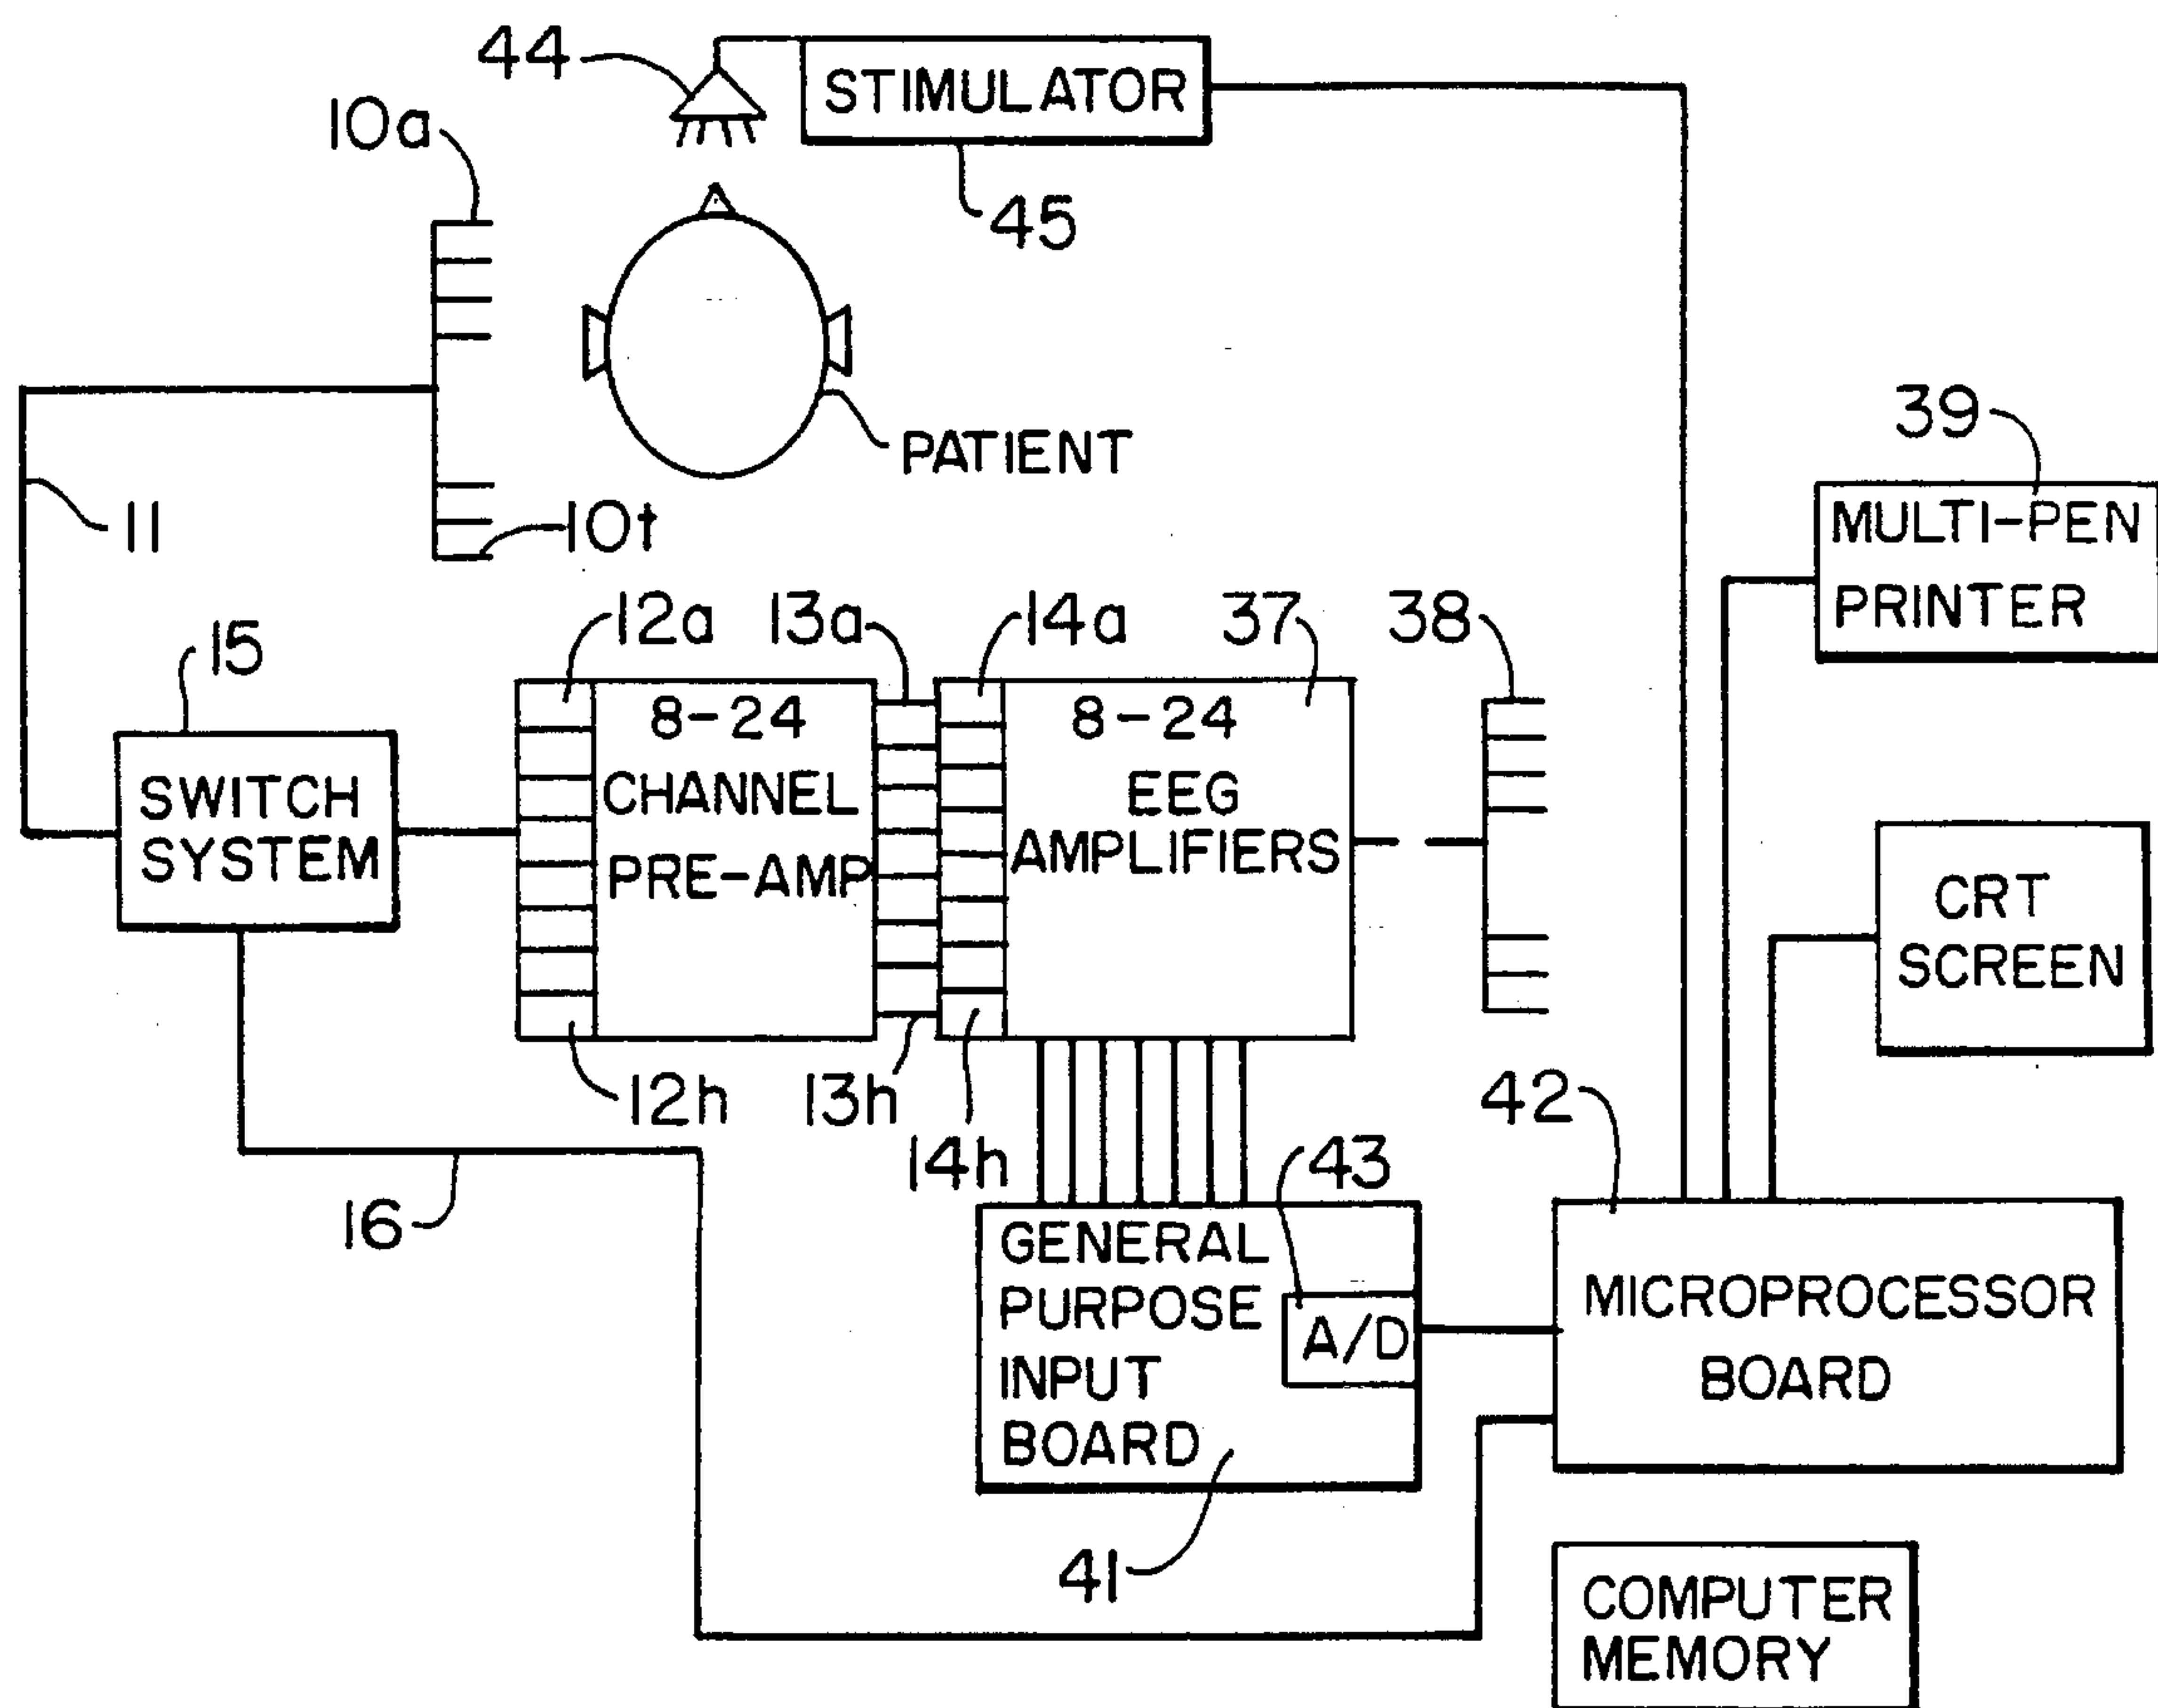 44
STIMULATOR
10a
45
PATIENT
39
11
10t
MULTI-PEN
PRINTER
12a
13a
14a
37
38
15
8-24
CHANNEL
PRE-AMP
8-24
EEG
AMPLIFIERS
SWITCH
SYSTEM
CRT
SCREEN
12h
13h
14h
42
43
16
GENERAL
PURPOSE
INPUT
BOARD
A/D
MICROPROCESSOR
BOARD
41
COMPUTER
MEMORY